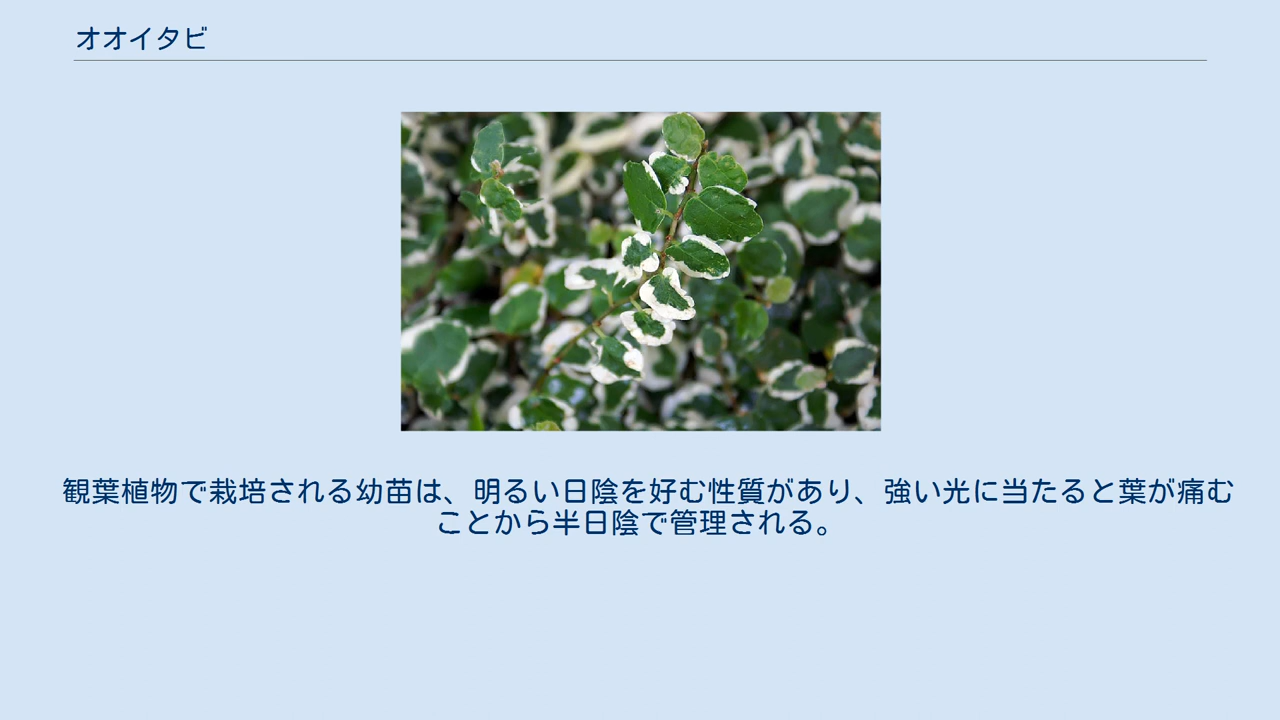 オオイタビ
観葉植物で栽培される幼苗は、明るい日陰を好む性質があり、強い光に当たると葉が痛む
ことから半日陰で管理される。